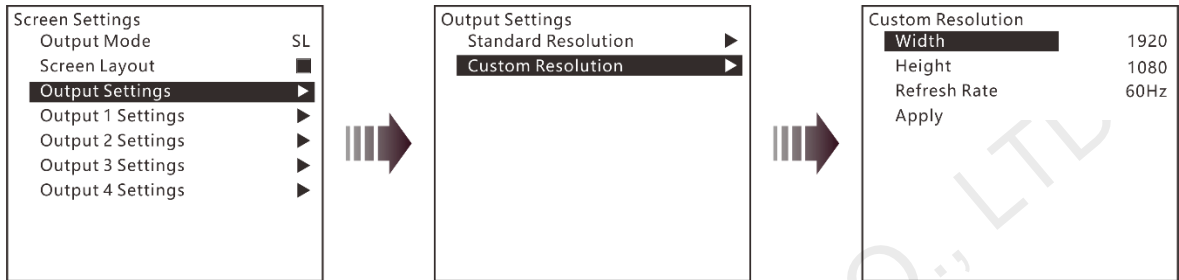 Screen Settings
Output Mode SL
Screen Layout
Output Settings
Output 1 Settings
Output 2 Settings
Output 3 Settings
Output 4 Settings
Output Settings
Standard Resolution
Custom Resolution
Custom Resolution
Width 1920
Height 1080
Refresh Rate 60Hz
Apply
O., LTD